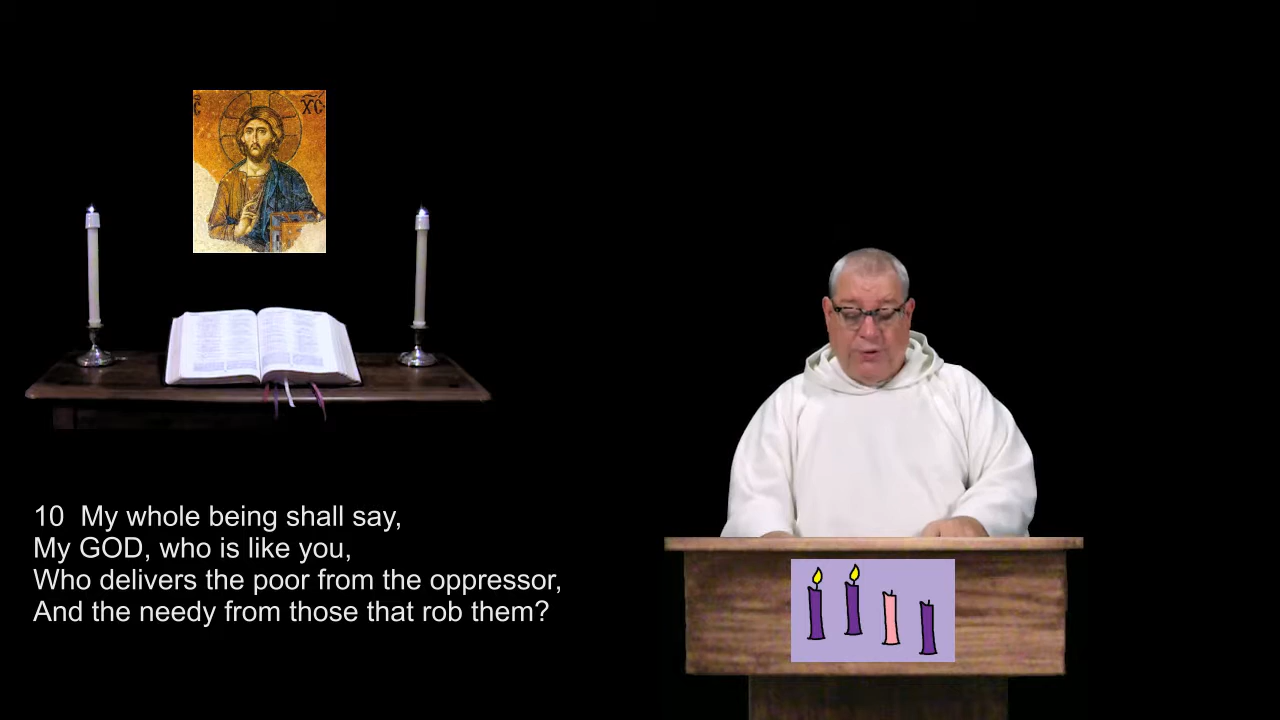 C XC
10 My whole being shall say,
My GOD, who is like you,
Who delivers the poor from the oppressor,
And the needy from those that rob them?